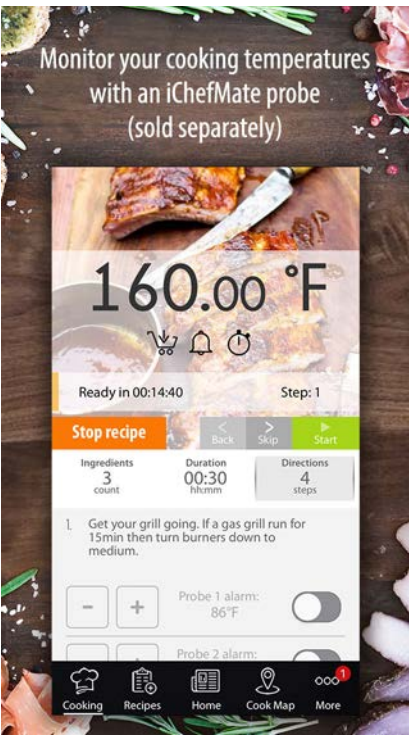 Monitor your cooking temperatures
with an iChefMate probe
(sold separately)
160.00 °F
Ready in 00:14:40 Step: 1
Stop recipe
Back Skip Start
Ingredients Duration Directions
3 00:30 4
count hh:mm steps
1. Get your grill going. If a gas grill run for
15min then turn burners down to
medium.
- + Probe 1 alarm:
86°F
Probe 2 alarm:
1
Cooking Recipes Home Cook Map More